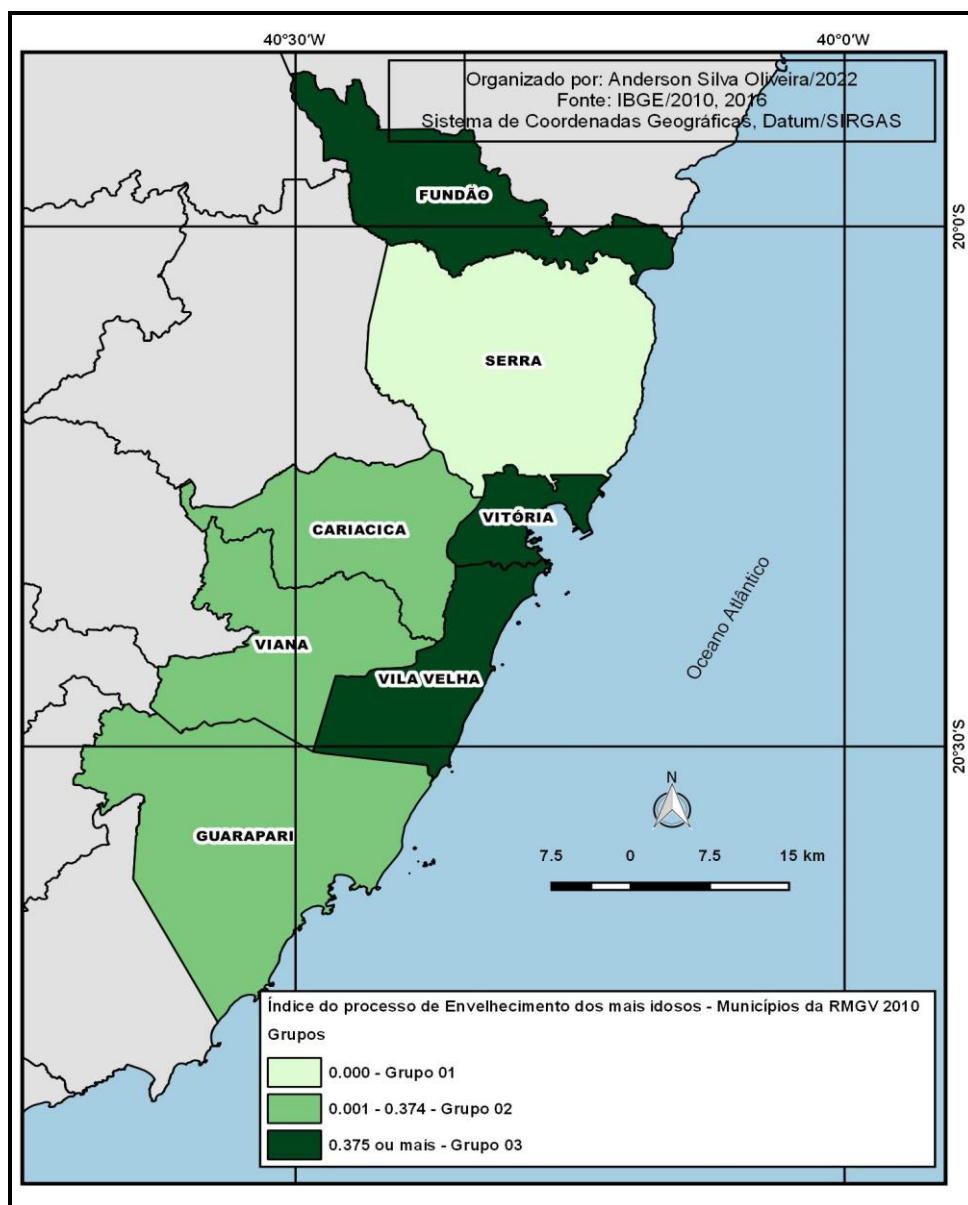 40°30'W
40°0'W
Organizado por: Anderson Silva Oliveira/2022
Fonte: IBGE/2010, 2016
Sistema de Coordenadas Geográficas, Datum/SIRGAS
FUNDÃO
20°0'S
SERRA
CARIACICA
VITÓRIA
VIANA
VILA VELHA
Oceano Atlântico
20°30'S
GUARAPARI
N
7.5 0 7.5 15 km
Índice do processo de Envelhecimento dos mais idosos - Municípios da RMGV 2010
Grupos
0.000 - Grupo 01
0.001 - 0.374 - Grupo 02
0.375 ou mais - Grupo 03